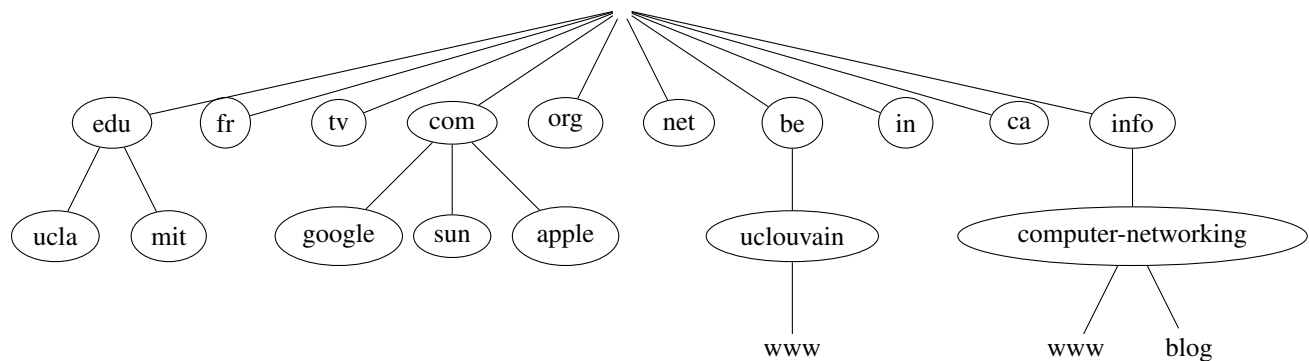 edu fr tv com org net be in ca info
ucla mit google sun apple uclouvain computer-networking
www www blog